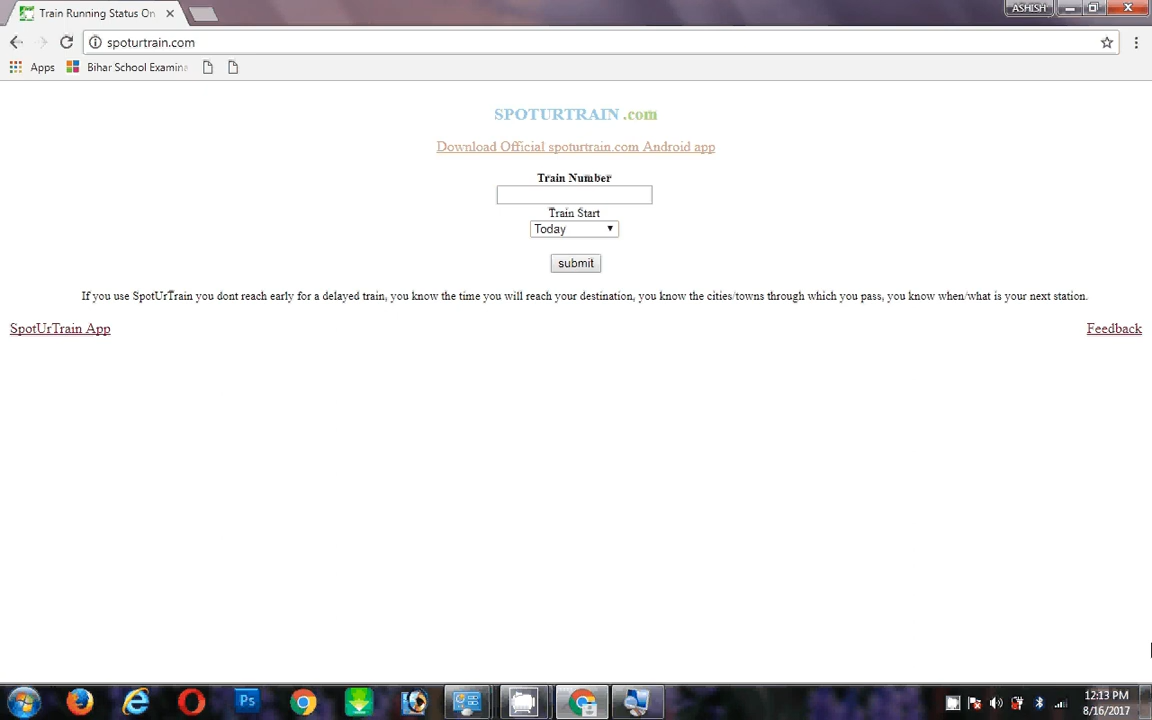 Train Running Status On
ASHISH
spoturtrain.com
Apps
Bihar School Examina
SPOTURTRAIN .com
Download Official spoturtrain.com Android app
Train Number
Train Start
Today
submit
If you use SpotUrTrain you dont reach early for a delayed train, you know the time you will reach your destination, you know the cities/towns through which you pass, you know when/what is your next station.
SpotUrTrain App
Feedback
Ps
12:13 PM
8/16/2017